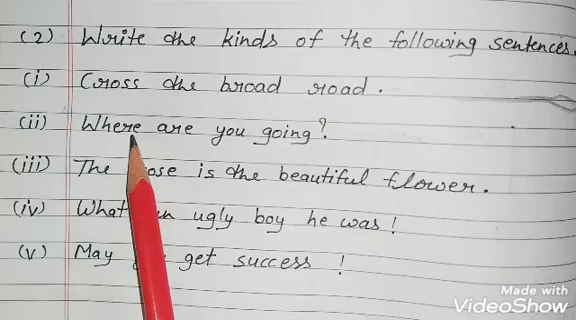 (2) Write the kinds of the following sentences.
(i) Cross the broad road.
(ii) Where are you going?
(iii) The ose is the beautiful flower.
(iv) What n ugly boy he was!
(v) May get success!
Made with
VideoShow